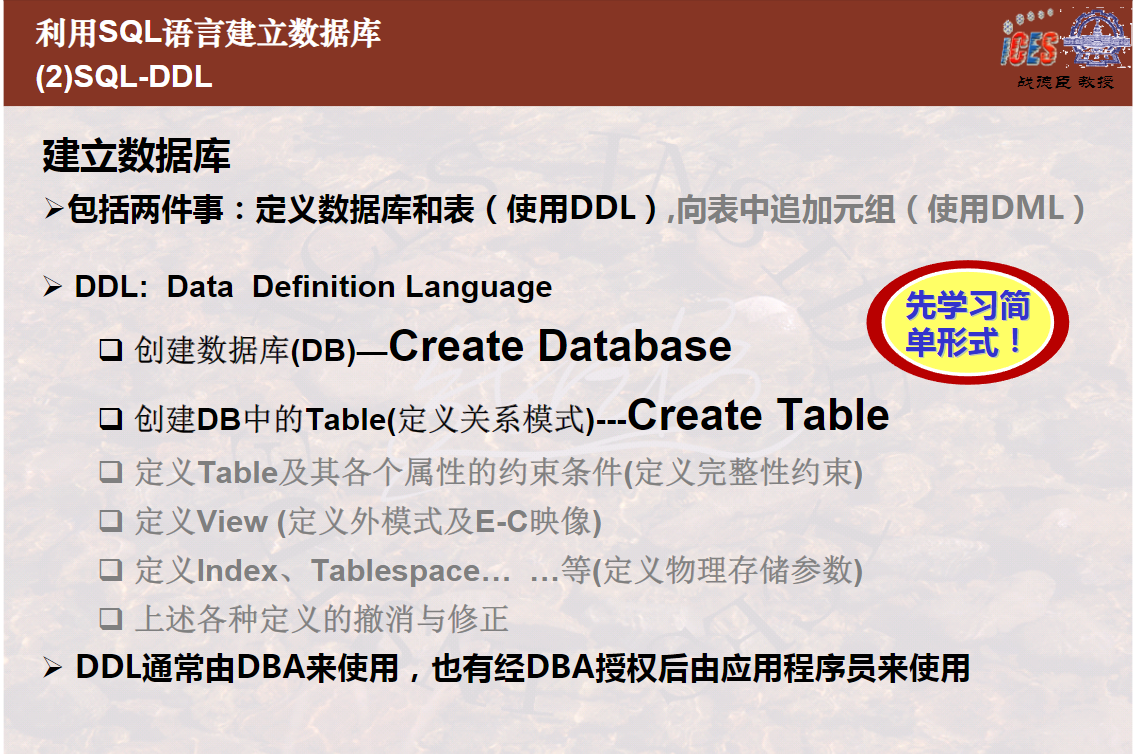 利用SQL语言建立数据库
(2)SQL-DDL
iCES
战德臣 教授
建立数据库
➢包括两件事：定义数据库和表（使用DDL）,向表中追加元组（使用DML）
➢ DDL: Data Definition Language
先学习简
单形式！
❑ 创建数据库(DB)—Create Database
❑ 创建DB中的Table(定义关系模式)---Create Table
❑ 定义Table及其各个属性的约束条件(定义完整性约束)
❑ 定义View (定义外模式及E-C映像)
❑ 定义Index、Tablespace… …等(定义物理存储参数)
❑ 上述各种定义的撤消与修正
➢ DDL通常由DBA来使用，也有经DBA授权后由应用程序员来使用